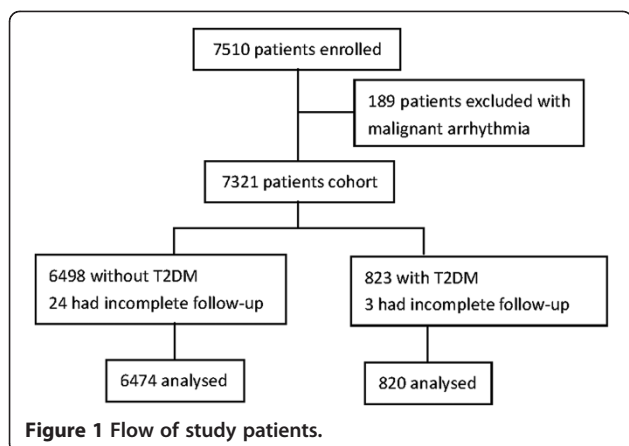 7510 patients enrolled
189 patients excluded with
malignant arrhythmia
7321 patients cohort
6498 without T2DM
24 had incomplete follow-up
823 with T2DM
3 had incomplete follow-up
6474 analysed
820 analysed
Figure 1 Flow of study patients.